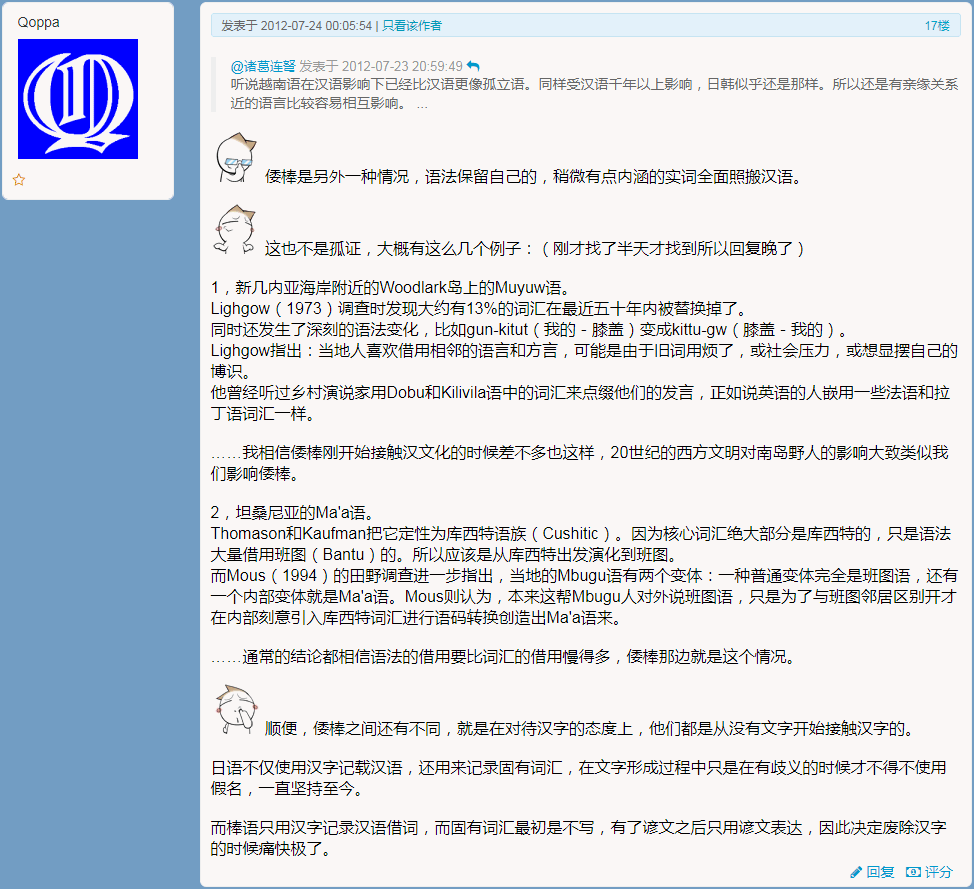 Qoppa
发表于 2012-07-24 00:05:54 | 只看该作者
17楼
@诸葛连弩 发表于 2012-07-23 20:59:49
听说越南语在汉语影响下已经比汉语更像孤立语。同样受汉语千年以上影响，日韩似乎还是那样。所以还是有亲缘关系
近的语言比较容易相互影响。 ...
倭棒是另外一种情况，语法保留自己的，稍微有点内涵的实词全面照搬汉语。
这也不是孤证，大概有这么几个例子：（刚才找了半天才找到所以回复晚了）
1，新几内亚海岸附近的Woodlark岛上的Muyuw语。
Lighgow（1973）调查时发现大约有13%的词汇在最近五十年内被替换掉了。
同时还发生了深刻的语法变化，比如gun-kitut（我的－膝盖）变成kittu-gw（膝盖－我的）。
Lighgow指出：当地人喜欢借用相邻的语言和方言，可能是由于旧词用烦了，或社会压力，或想显摆自己的
博识。
他曾经听过乡村演说家用Dobu和Kilivila语中的词汇来点缀他们的发言，正如说英语的人嵌用一些法语和拉
丁语词汇一样。
……我相信倭棒刚开始接触汉文化的时候差不多也这样，20世纪的西方文明对南岛野人的影响大致类似我
们影响倭棒。
2，坦桑尼亚的Ma'a语。
Thomason和Kaufman把它定性为库西特语族（Cushitic）。因为核心词汇绝大部分是库西特的，只是语法
大量借用班图（Bantu）的。所以应该是从库西特出发演化到班图。
而Mous（1994）的田野调查进一步指出，当地的Mbugu语有两个变体：一种普通变体完全是班图语，还有
一个内部变体就是Ma'a语。Mous则认为，本来这帮Mbugu人对外说班图语，只是为了与班图邻居区别开才
在内部刻意引入库西特词汇进行语码转换创造出Ma'a语来。
……通常的结论都相信语法的借用要比词汇的借用慢得多，倭棒那边就是这个情况。
顺便，倭棒之间还有不同，就是在对待汉字的态度上，他们都是从没有文字开始接触汉字的。
日语不仅使用汉字记载汉语，还用来记录固有词汇，在文字形成过程中只是在有歧义的时候才不得不使用
假名，一直坚持至今。
而棒语只用汉字记录汉语借词，而固有词汇最初是不写，有了谚文之后只用谚文表达，因此决定废除汉字
的时候痛快极了。
回复 评分